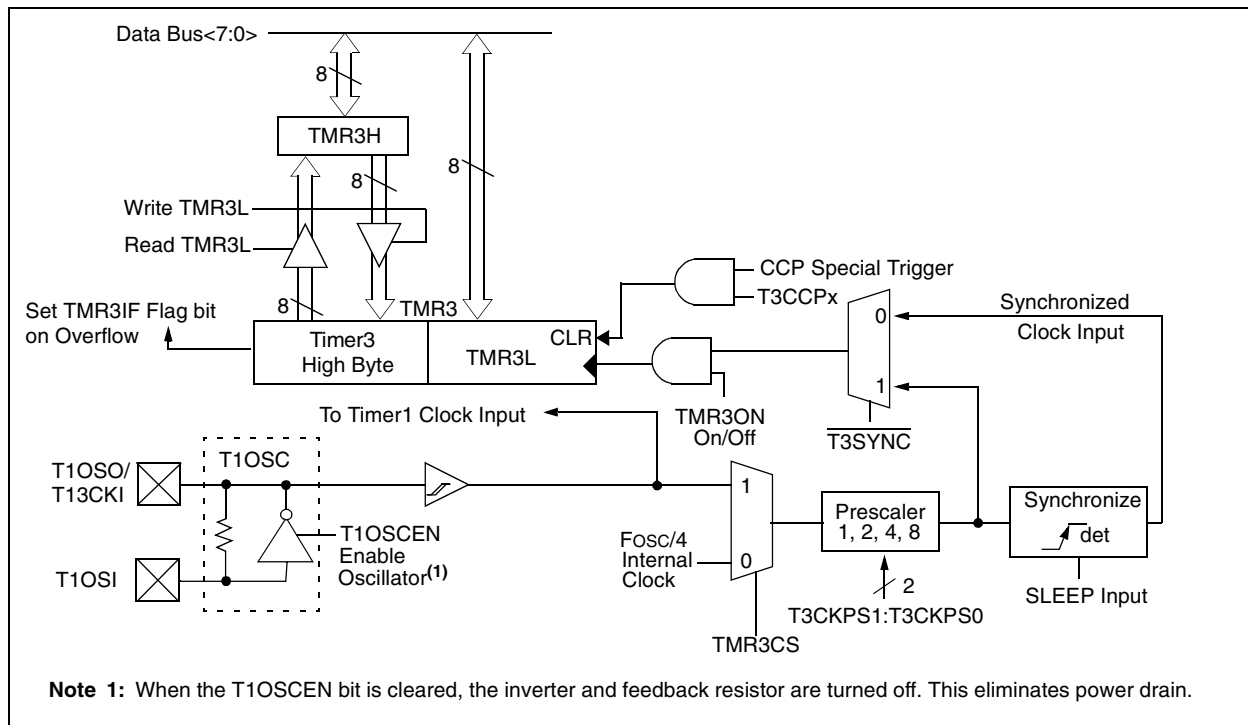 Data Bus<7:0>
8
TMR3H
8
8
Write TMR3L
Read TMR3L
8
TMR3
CCP Special Trigger
T3CCPx
Set TMR3IF Flag bit
on Overflow
Timer3
High Byte
TMR3L
CLR
0
1
Synchronized
Clock Input
TMR3ON
On/Off
T3SYNC
To Timer1 Clock Input
T1OSO/
T13CKI
T1OSC
T1OSCEN
Enable
Oscillator(1)
T1OSI
FOSC/4
Internal
Clock
1
0
TMR3CS
Prescaler
1, 2, 4, 8
2
T3CKPS1:T3CKPS0
Synchronize
det
SLEEP Input
Note 1: When the T1OSCEN bit is cleared, the inverter and feedback resistor are turned off. This eliminates power drain.